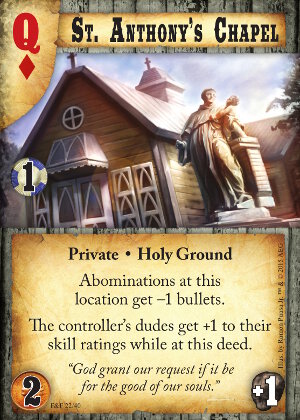 Q
St. Anthony's Chapel
1
Private • Holy Ground
Abominations at this
location get –1 bullets.
The controller's dudes get +1 to their
skill ratings while at this deed.
"God grant our request if it be
for the good of our souls."
2
F&F 22/40
+1